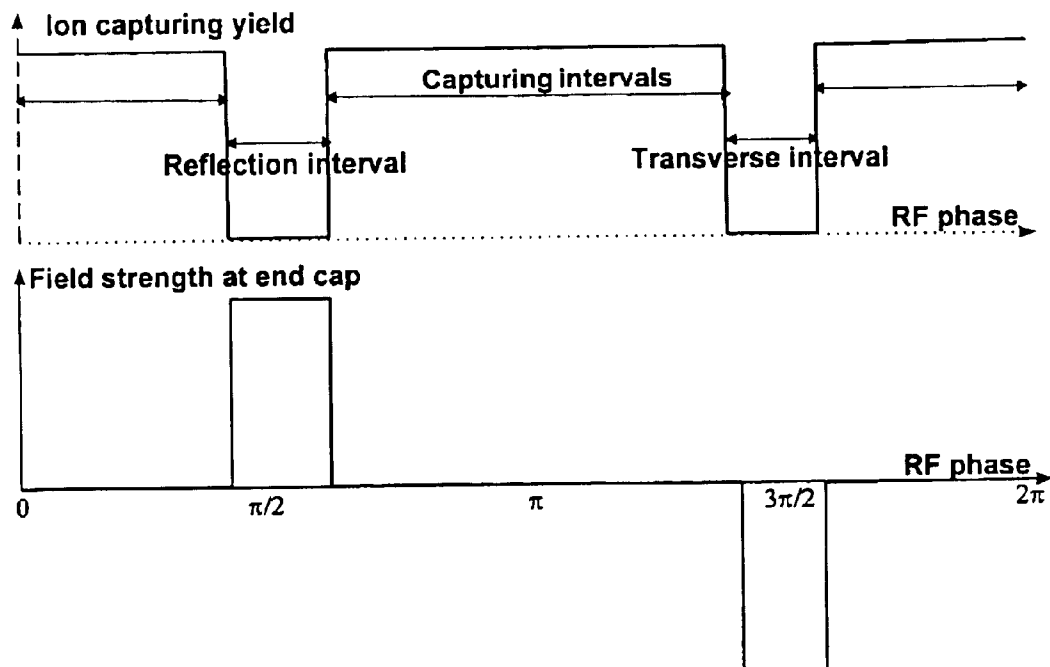 Ion capturing yield
Capturing intervals
Reflection interval
Transverse interval
RF phase
Field strength at end cap
RF phase
0
π/2
π
3π/2
2π